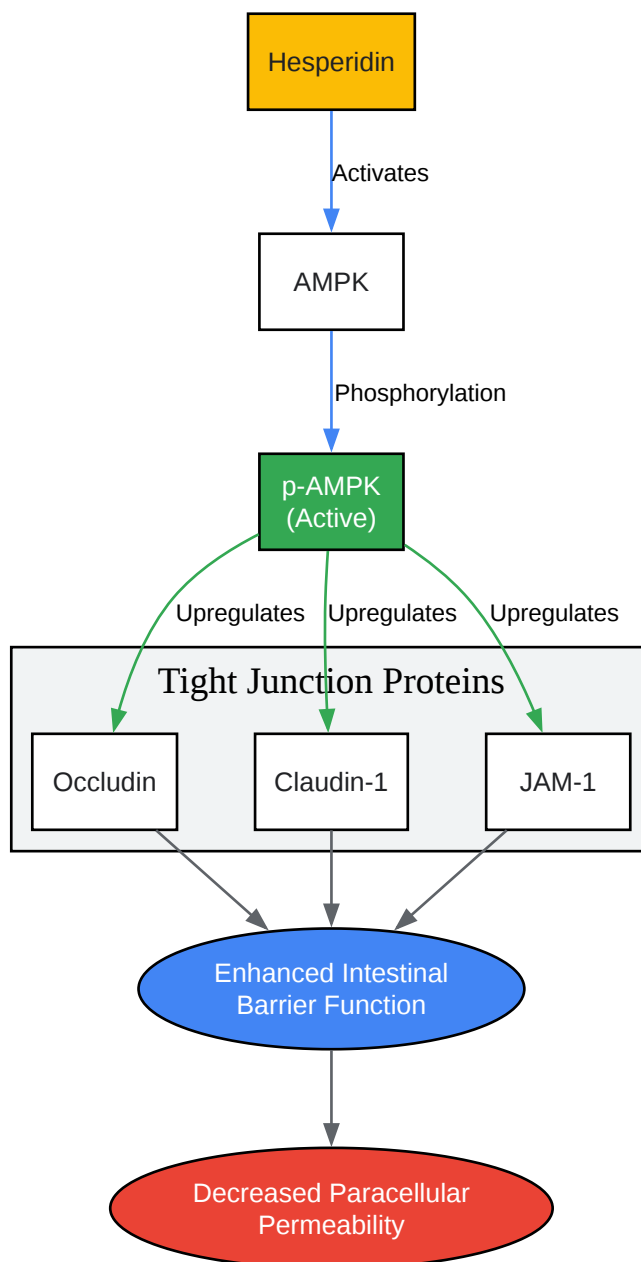 Hesperidin
Activates
AMPK
Phosphorylation
p-AMPK
(Active)
Upregulates
Upregulates
Upregulates
Tight Junction Proteins
Occludin
Claudin-1
JAM-1
Enhanced Intestinal
Barrier Function
Decreased Paracellular
Permeability